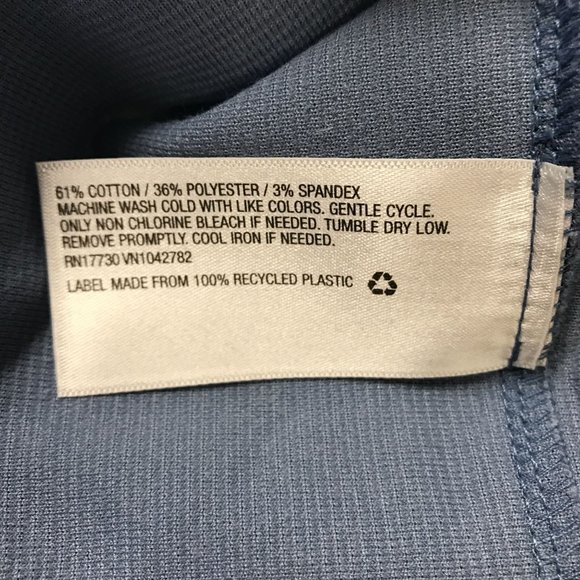 61% COTTON / 36% POLYESTER / 3% SPANDEX
MACHINE WASH COLD WITH LIKE COLORS. GENTLE CYCLE.
ONLY NON CHLORINE BLEACH IF NEEDED. TUMBLE DRY LOW.
REMOVE PROMPTLY. COOL IRON IF NEEDED.
RN17730 VN1042782
LABEL MADE FROM 100% RECYCLED PLASTIC